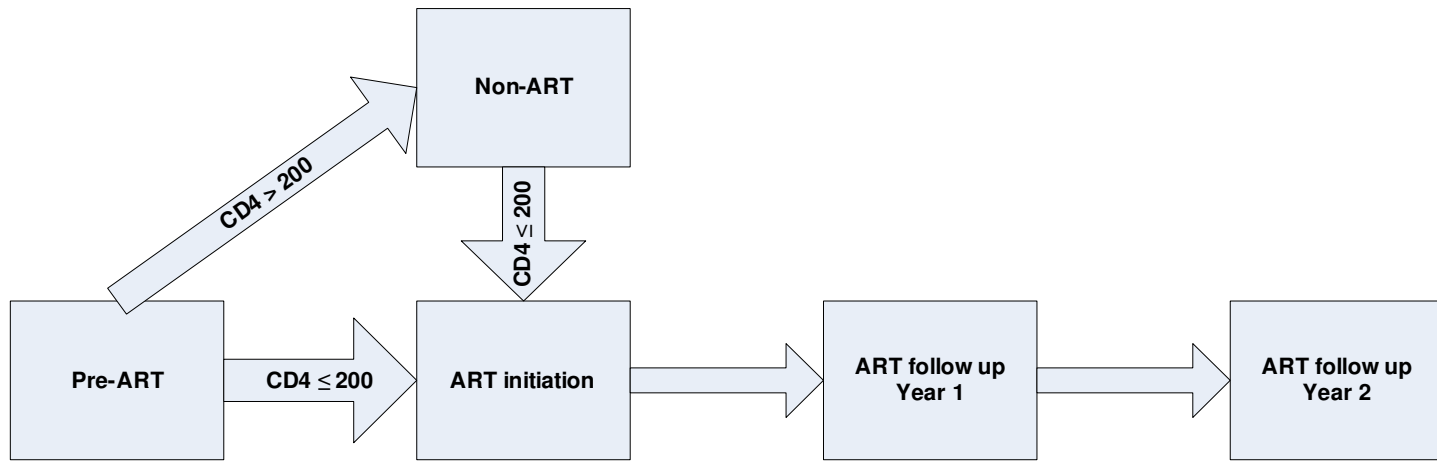 Non-ART
CD4 > 200
CD4 ≤ 200
Pre-ART
CD4 ≤ 200
ART initiation
ART follow up
Year 1
ART follow up
Year 2